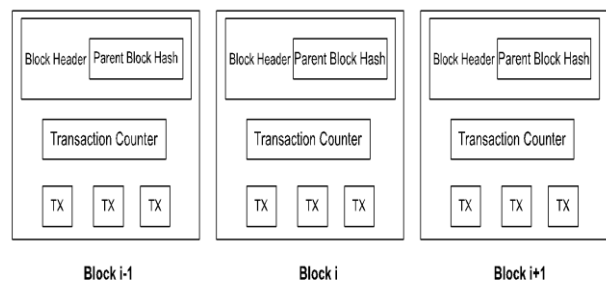 Block Header Parent Block Hash
Transaction Counter
TX TX TX
Block i-1
Block Header Parent Block Hash
Transaction Counter
TX TX TX
Block i
Block Header Parent Block Hash
Transaction Counter
TX TX TX
Block i+1